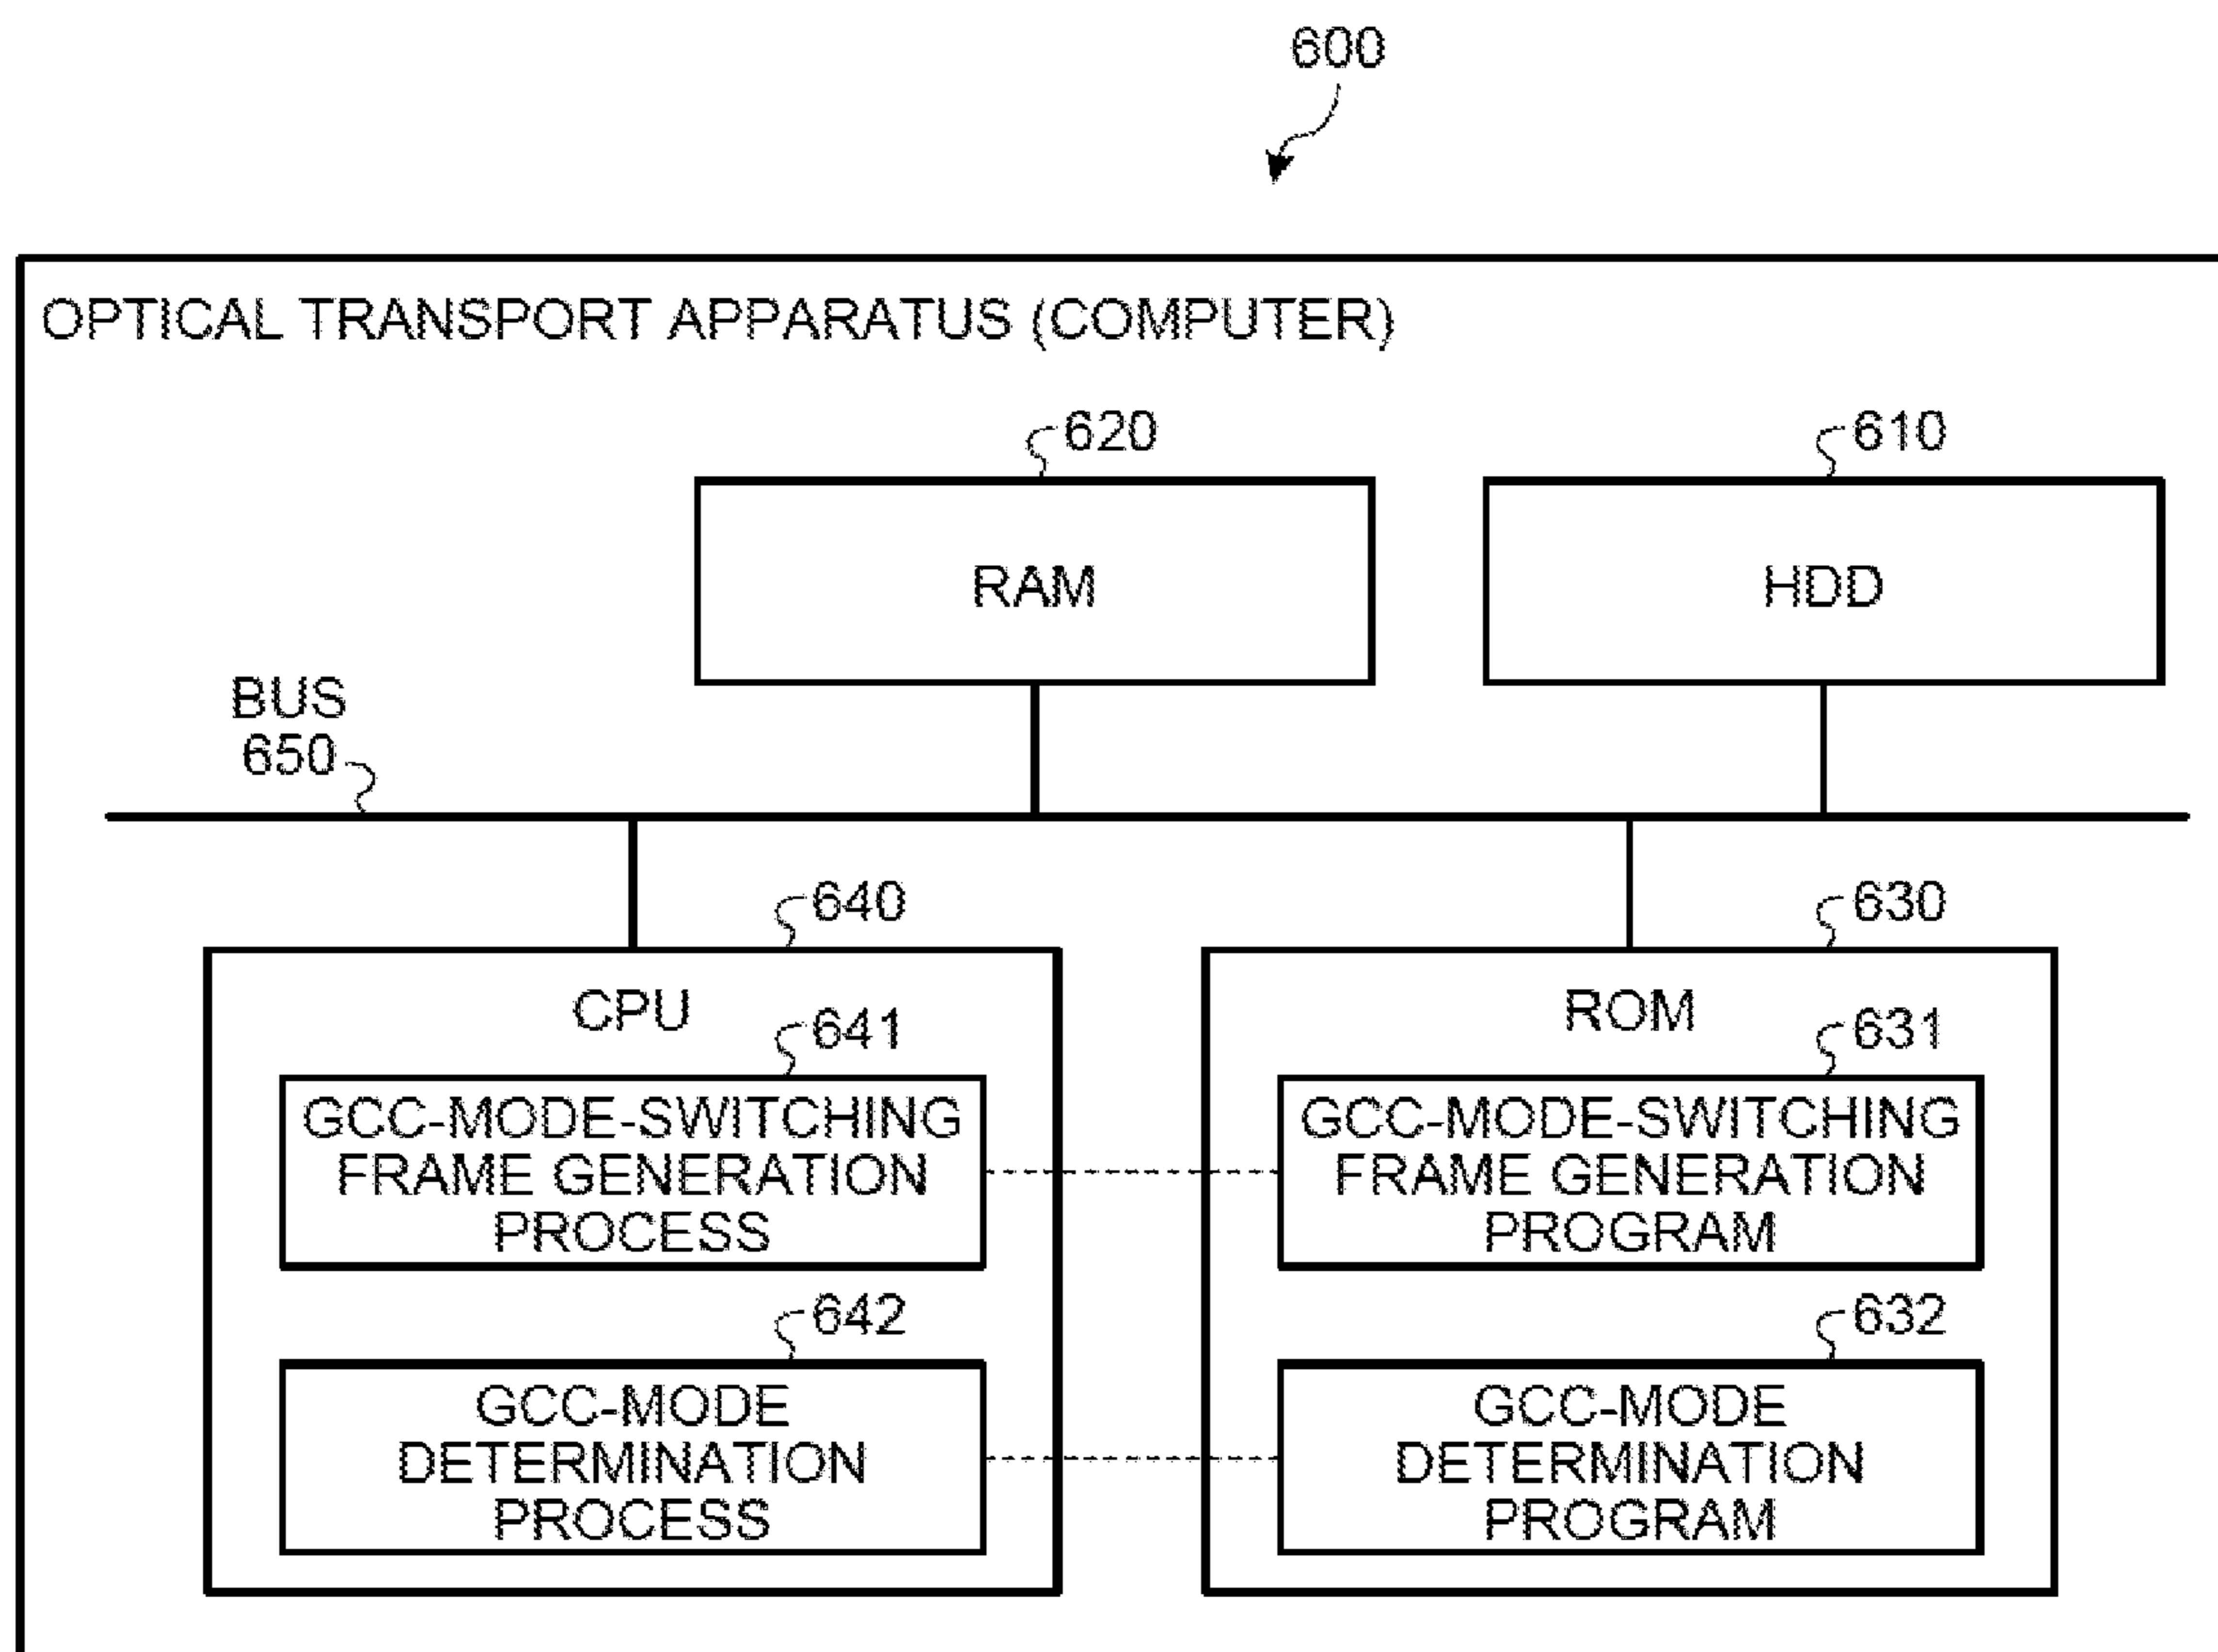 600
OPTICAL TRANSPORT APPARATUS (COMPUTER)
620
610
RAM
HDD
BUS
650
640
630
CPU
ROM
641
631
GCC-MODE-SWITCHING
FRAME GENERATION
PROCESS
GCC-MODE-SWITCHING
FRAME GENERATION
PROGRAM
642
632
GCC-MODE
DETERMINATION
PROCESS
GCC-MODE
DETERMINATION
PROGRAM